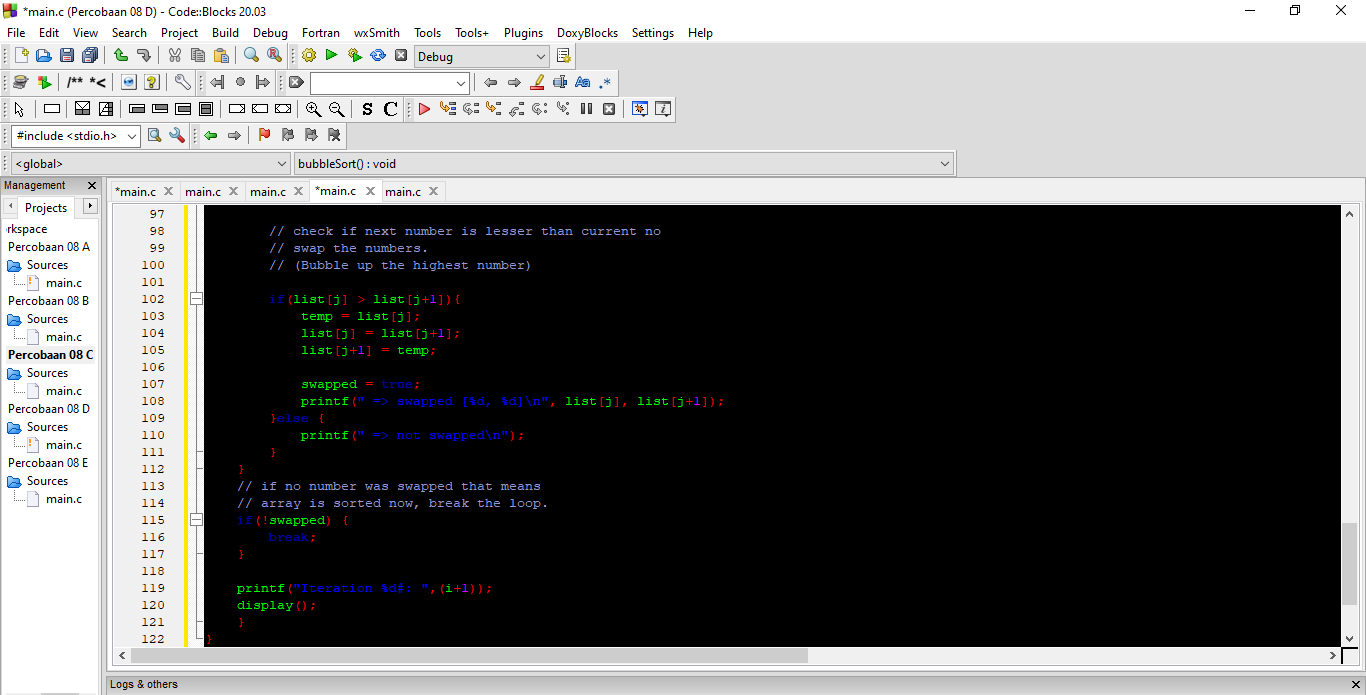 *main.c (Percobaan 08 D) - Code::Blocks 20.03
File Edit View Search Project Build Debug Fortran wxSmith Tools Tools+ Plugins DoxyBlocks Settings Help
Debug
/** *<
Aa .*
S C
#include <stdio.h>
<global> bubbleSort() : void
Management
*main.c main.c main.c *main.c main.c
Projects
rkspace
Percobaan 08 A
Sources
main.c
Percobaan 08 B
Sources
main.c
Percobaan 08 C
Sources
main.c
Percobaan 08 D
Sources
main.c
Percobaan 08 E
Sources
main.c
97
98 // check if next number is lesser than current no
99 // swap the numbers.
100 // (Bubble up the highest number)
101
102 if(list[j] > list[j+1]){
103 temp = list[j];
104 list[j] = list[j+1];
105 list[j+1] = temp;
106
107 swapped = true;
108 printf(" => swapped [%d, %d]\n", list[j], list[j+1]);
109 }else {
110 printf(" => not swapped\n");
111 }
112 }
113 // if no number was swapped that means
114 // array is sorted now, break the loop.
115 if(!swapped) {
116 break;
117 }
118
119 printf("Iteration %d#: ",(i+1));
120 display();
121 }
122 }
Logs & others